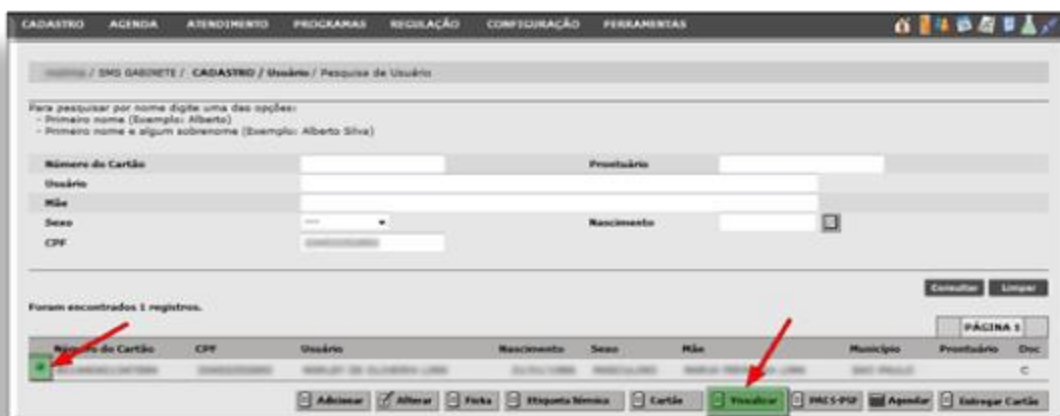 CADASTRO AGENDA ATENDIMENTO PROGRAMAS REGULAÇÃO CONFIGURAÇÃO FERRAMENTAS
/ SMS GABINETE / CADASTRO / Usuário / Pesquisa de Usuário
Para pesquisar por nome digite uma das opções:
- Primeiro nome (Exemplo: Alberto)
- Primeiro nome e algum sobrenome (Exemplo: Alberto Silva)
Número do Cartão Prontuário
Usuário
Mãe
Sexo --- Nascimento
CPF
Consultar Limpar
Foram encontrados 1 registros.
PÁGINA 1
Número do Cartão CPF Usuário Nascimento Sexo Mãe Município Prontuário Doc
C
Adicionar Alterar Ficha Etiqueta Térmica Cartão Visualizar PACS-PSF Agendar Entregar Cartão